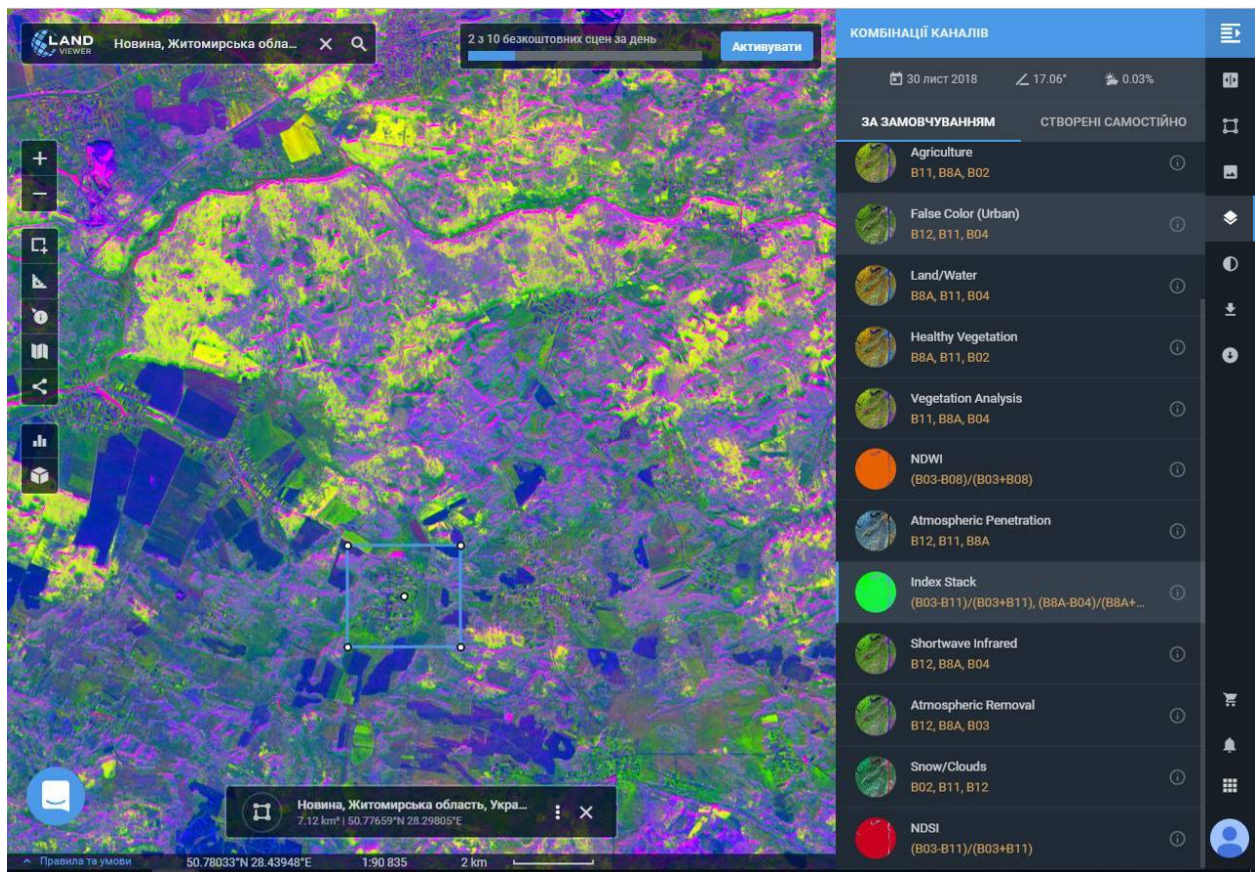 LAND
VIEWER
Новина, Житомирська обла...
2 з 10 безкоштовних сцен за день
Активувати
КОМБІНАЦІЇ КАНАЛІВ
30 лист 2018
17.06°
0.03%
ЗА ЗАМОВЧУВАННЯМ
СТВОРЕНІ САМОСТІЙНО
Agriculture
B11, B8A, B02
False Color (Urban)
B12, B11, B04
Land/Water
B8A, B11, B04
Healthy Vegetation
B8A, B11, B02
Vegetation Analysis
B11, B8A, B04
NDWI
(B03-B08)/(B03+B08)
Atmospheric Penetration
B12, B11, B8A
Index Stack
(B03-B11)/(B03+B11), (B8A-B04)/(B8A+...
Shortwave Infrared
B12, B8A, B04
Atmospheric Removal
B12, B8A, B03
Snow/Clouds
B02, B11, B12
NDSI
(B03-B11)/(B03+B11)
Новина, Житомирська область, Укра...
7.12 km² | 50.77659°N 28.29805°E
Правила та умови
50.78033°N 28.43948°E
1:90 835
2 km